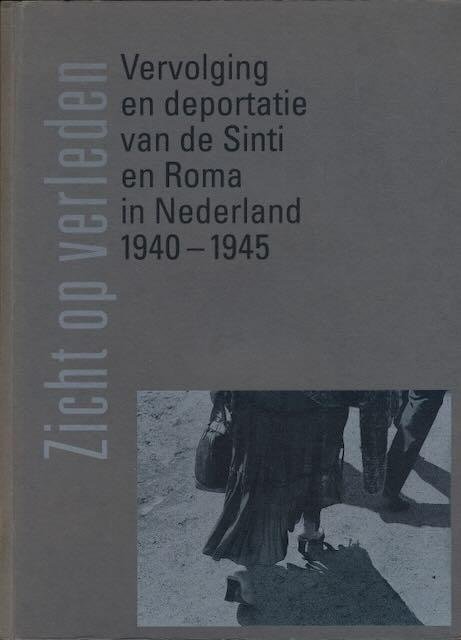 Zicht op verleden
Vervolging
en deportatie
van de Sinti
en Roma
in Nederland
1940 – 1945